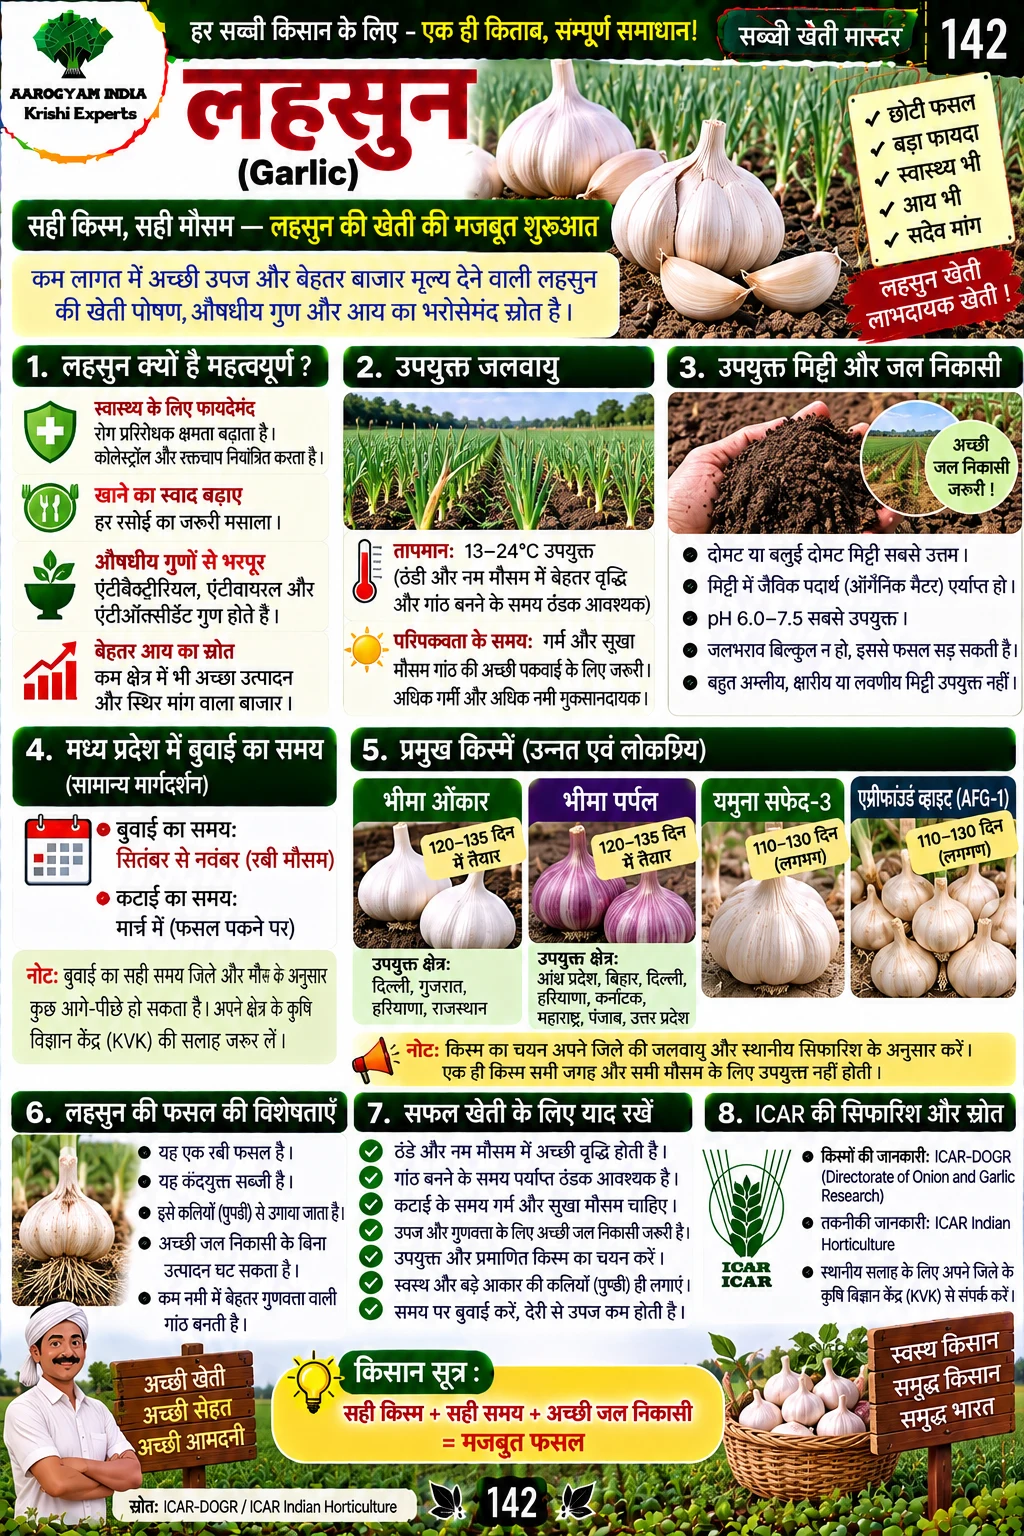 AAROGYAM INDIA
Krishi Experts
हर सब्जी किसान के लिए – एक ही किताब, सम्पूर्ण समाधान!
सब्जी खेती मास्टर
142
लहसुन
(Garlic)
✓ छोटी फसल
✓ बड़ा फायदा
✓ स्वास्थ्य भी
✓ आय भी
✓ सदेव मांग
लहसुन खेती
लाभदायक खेती !
सही किस्म, सही मौसम — लहसुन की खेती की मजबूत शुरुआत
कम लागत में अच्छी उपज और बेहतर बाजार मूल्य देने वाली लहसुन
की खेती पोषण, औषधीय गुण और आय का भरोसेमंद स्रोत है।
1. लहसुन क्यों है महत्वपूर्ण ?
स्वास्थ्य के लिए फायदेमंद
रोग क्षमता बढ़ाता है।
कोलेस्ट्रॉल और रक्तचाप नियंत्रित करता है।
खाने का स्वाद बढ़ाए
हर रसोई का जरूरी मसाला।
औषधीय गुणों से भरपूर
एंटीबैक्ट्रीरियल, एंटीवायरल और
एंटीऑक्सीडेंट गुण होते हैं।
बेहतर आय का स्रोत
कम क्षेत्र में भी अच्छा उत्पादन
और स्थिर मांग वाला बाजार।
2. उपयुक्त जलवायु
तापमान: 13–24°C उपयुक्त
(ठंडी और नम मौसम में बेहतर वृद्धि
और गांठ बनने के समय ठंडक आवश्यक)
परिपक्वता के समय: गर्म और सूखा
मौसम गांठ की अच्छी पकवाई के लिए जरूरी।
अधिक गर्मी और अधिक नमी मुकसानदायक।
3. उपयुक्त मिट्टी और जल निकासी
अच्छी
जल निकासी
जरूरी !
दोमट या बलुई दोमट मिट्टी सबसे उत्तम।
मिट्टी में जैविक पदार्थ (ऑर्गेनिक मैटर) एर्याप्त हो।
pH 6.0–7.5 सबसे उपयुक्त।
जलभराव बिल्कुल न हो, इससे फसल सड़ सकती है।
बहुत अम्लीय, क्षारीय या लवणीय मिट्टी उपयुक्त नहीं।
4. मध्य प्रदेश में बुवाई का समय
(सामान्य मार्गदर्शन)
बुवाई का समय:
सितंबर से नवंबर (रबी मौसम)
कटाई का समय:
मार्च में (फसल पकने पर)
नोट: बुवाई का सही समय जिले और के अनुसार
कुछ आगे-पीछे हो सकता है। अपने क्षेत्र के कृषि
विज्ञान केंद्र (KVK) की सलाह जरूर लें।
5. प्रमुख किस्में (उन्नत एवं लोकप्रिय)
भीमा ओंकार
120–135 दिन
में तैयार
उपयुक्त क्षेत्र:
दिल्ली, गुजरात,
हरियाणा, राजस्थान
भीमा पर्पल
120–135 दिन
में तैयार
उपयुक्त क्षेत्र:
आंध्र प्रदेश, बिहार, दिल्ली,
हरियाणा, कर्नाटक,
महाराष्ट्र, पंजाब, उत्तर प्रदेश
यमुना सफेद-3
110–130 दिन
(लगभग)
व्हाइट (AFG-1)
110–130 दिन
(लगगण)
नोट: किस्म का चयन अपने जिले की जलवायु और स्थानीय सिफारिश के अनुसार करें।
एक ही किस्म समी जगह और समी मौसम के लिए उपयुक्त नहीं होती।
6. लहसुन की फसल की विशेषताएँ
यह एक रबी फसल है।
यह कंदयुक्त सब्जी है।
इसे कलियों से उगावा जाता है।
अच्छी जल निकासी के बिना
उत्पादन घट सकता है।
कम नमी में बेहतर गुणवत्ता वाली
गांठ बनती है।
7. सफल खेती के लिए याद रखें
ठंडे और नम मौसम में अच्छी वृद्धि होती है।
गांठ बनने के समय पर्याप्त ठंडक आवश्यक है।
कटाई के समय गर्म और सुखा मौसम चाहिए।
उपज और गुणवत्ता के लिए अच्छी जल निकासी जरूरी है।
उपयुक्त और प्रमाणित किस्म का चयन करें।
स्वस्थ और बड़े आकार की कलियों ही लगाएं।
समय पर बुवाई करें, देरी से उपज कम होती है।
8. ICAR की सिफारिश और स्रोत
ICAR
ICAR
किस्मों की जानकारी: ICAR-DOGR
(Directorate of Onion and Garlic
Research)
तकनीकी जानकारी: ICAR Indian
Horticulture
स्थानीय सलाह के लिए अपने जिले के
कृषि बिज्ञान केंद्र (KVK) से संपर्क करें।
अच्छी खेती
अच्छी सेहत
अच्छी आमदनी
किसान सूत्र :
सही किस्म + सही समय + अच्छी जल निकासी
= मजबुत फसल
स्वस्थ किसान
समृद्ध किसान
समृद्ध भारत
स्रोत: ICAR-DOGR / ICAR Indian Horticulture
142